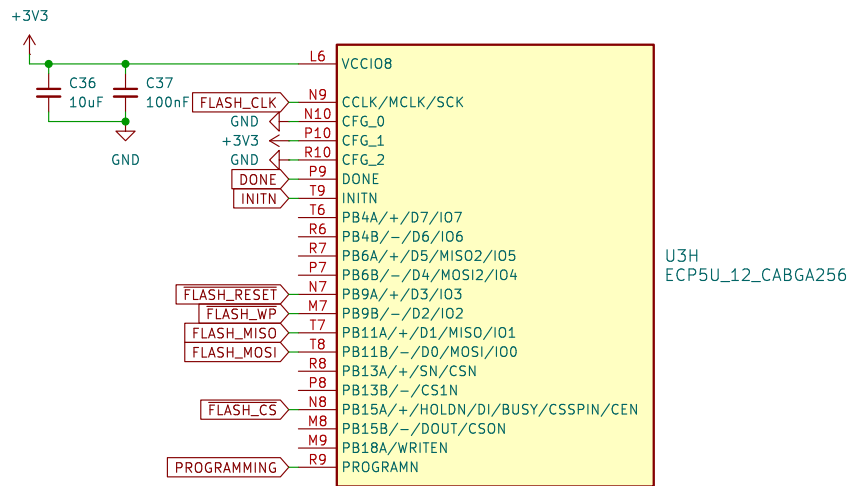 +3V3
C36
10uF
C37
100nF
GND
L6 VCCIO8
FLASH_CLK N9 CCLK/MCLK/SCK
GND N10 CFG_0
+3V3 P10 CFG_1
GND R10 CFG_2
DONE P9 DONE
INITN T9 INITN
T6 PB4A/+/D7/IO7
R6 PB4B/-/D6/IO6
R7 PB6A/+/D5/MISO2/IO5
P7 PB6B/-/D4/MOSI2/IO4
FLASH_RESET N7 PB9A/+/D3/IO3
FLASH_WP M7 PB9B/-/D2/IO2
FLASH_MISO T7 PB11A/+/D1/MISO/IO1
FLASH_MOSI T8 PB11B/-/D0/MOSI/IO0
R8 PB13A/+/SN/CSN
P8 PB13B/-/CS1N
FLASH_CS N8 PB15A/+/HOLDN/DI/BUSY/CSSPIN/CEN
M8 PB15B/-/DOUT/CSON
M9 PB18A/WRITEN
PROGRAMMING R9 PROGRAMN
U3H
ECP5U_12_CABGA256